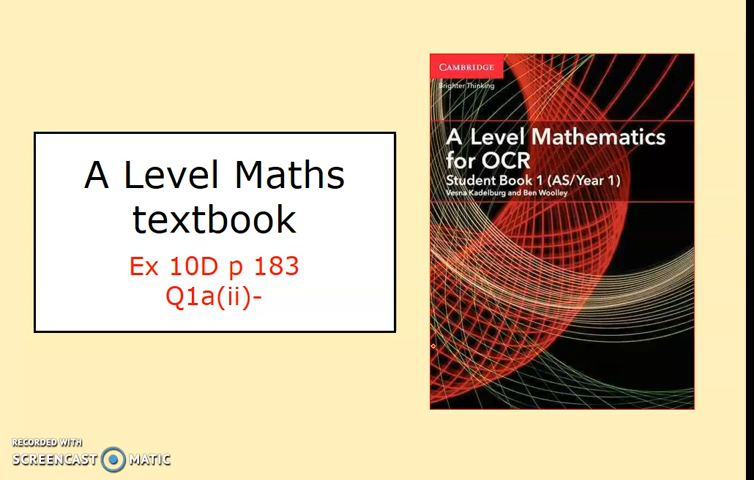 A Level Maths
textbook
Ex 10D p 183
Q1a(ii)-
CAMBRIDGE
Brighter Thinking
A Level Mathematics
for OCR
Student Book 1 (AS/Year 1)
Vesna Kadelburg and Ben Woolley
RECORDED WITH
SCREENCAST MATIC